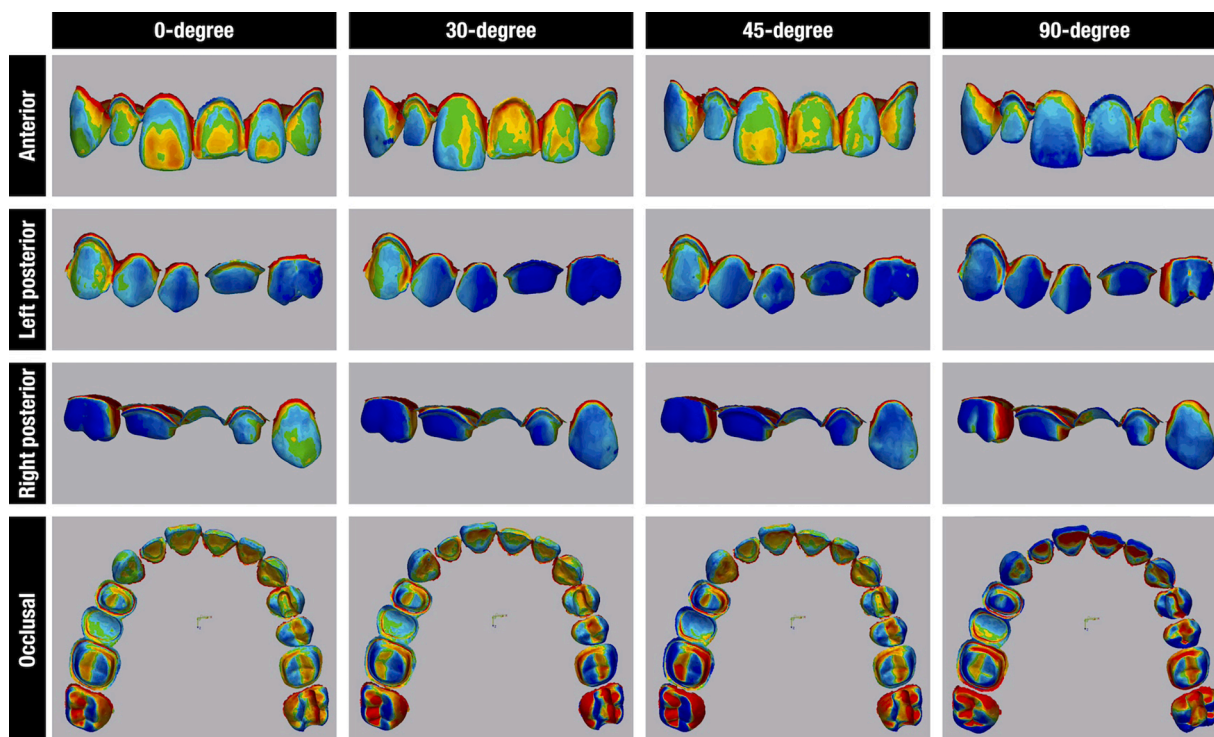 0-degree
30-degree
45-degree
90-degree
Anterior
Left posterior
Right posterior
Occlusal